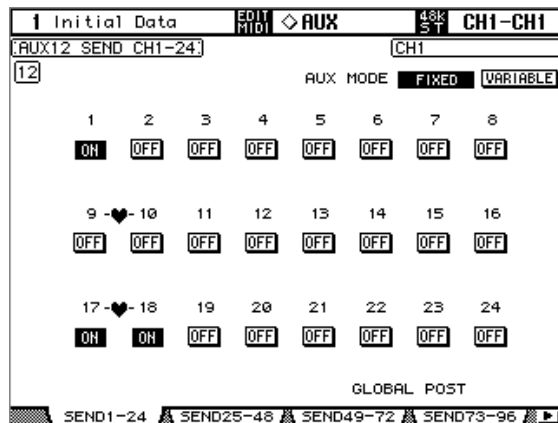 1 Initial Data EDIT MIDI ◇AUX 48k ST CH1-CH1
AUX12 SEND CH1-24 CH1
12 AUX MODE FIXED VARIABLE
1 2 3 4 5 6 7 8
ON OFF OFF OFF OFF OFF OFF OFF
9 -♥- 10 11 12 13 14 15 16
OFF OFF OFF OFF OFF OFF OFF OFF
17 -♥- 18 19 20 21 22 23 24
ON ON OFF OFF OFF OFF OFF OFF
GLOBAL POST
SEND1-24 SEND25-48 SEND49-72 SEND73-96